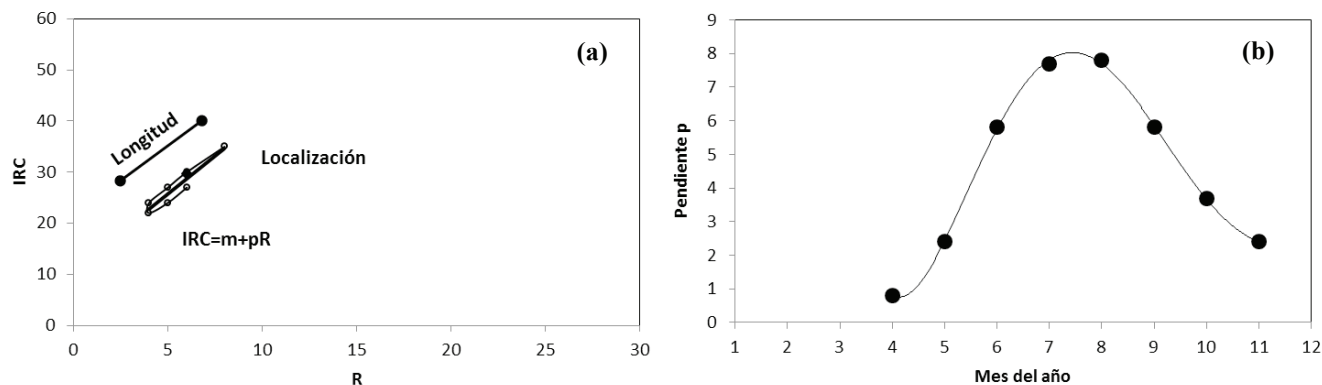 60
50
40
30
20
10
0
IRC
(a)
Longitud
Localización
IRC=m+pR
0 5 10 15 20 25 30
R
9
8
7
6
5
4
3
2
1
0
Pendiente p
(b)
1 2 3 4 5 6 7 8 9 10 11 12
Mes del año